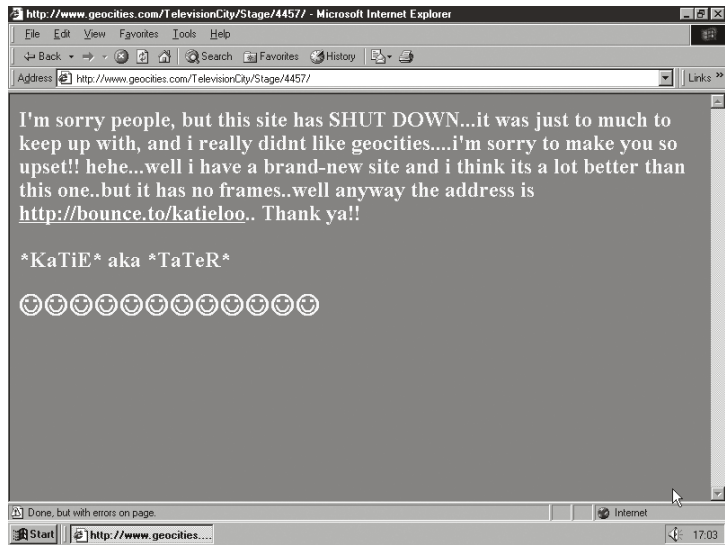 http://www.geocities.com/TelevisionCity/Stage/4457/ - Microsoft Internet Explorer
File Edit View Favorites Tools Help
Back Search Favorites History
Address http://www.geocities.com/TelevisionCity/Stage/4457/ Links »
I'm sorry people, but this site has SHUT DOWN...it was just to much to
keep up with, and i really didnt like geocities....i'm sorry to make you so
upset!! hehe...well i have a brand-new site and i think its a lot better than
this one..but it has no frames..well anyway the address is
http://bounce.to/katieloo.. Thank ya!!
*KaTiE* aka *TaTeR*
☺☺☺☺☺☺☺☺☺☺☺☺
Done, but with errors on page. Internet
Start http://www.geocities.... 17:03